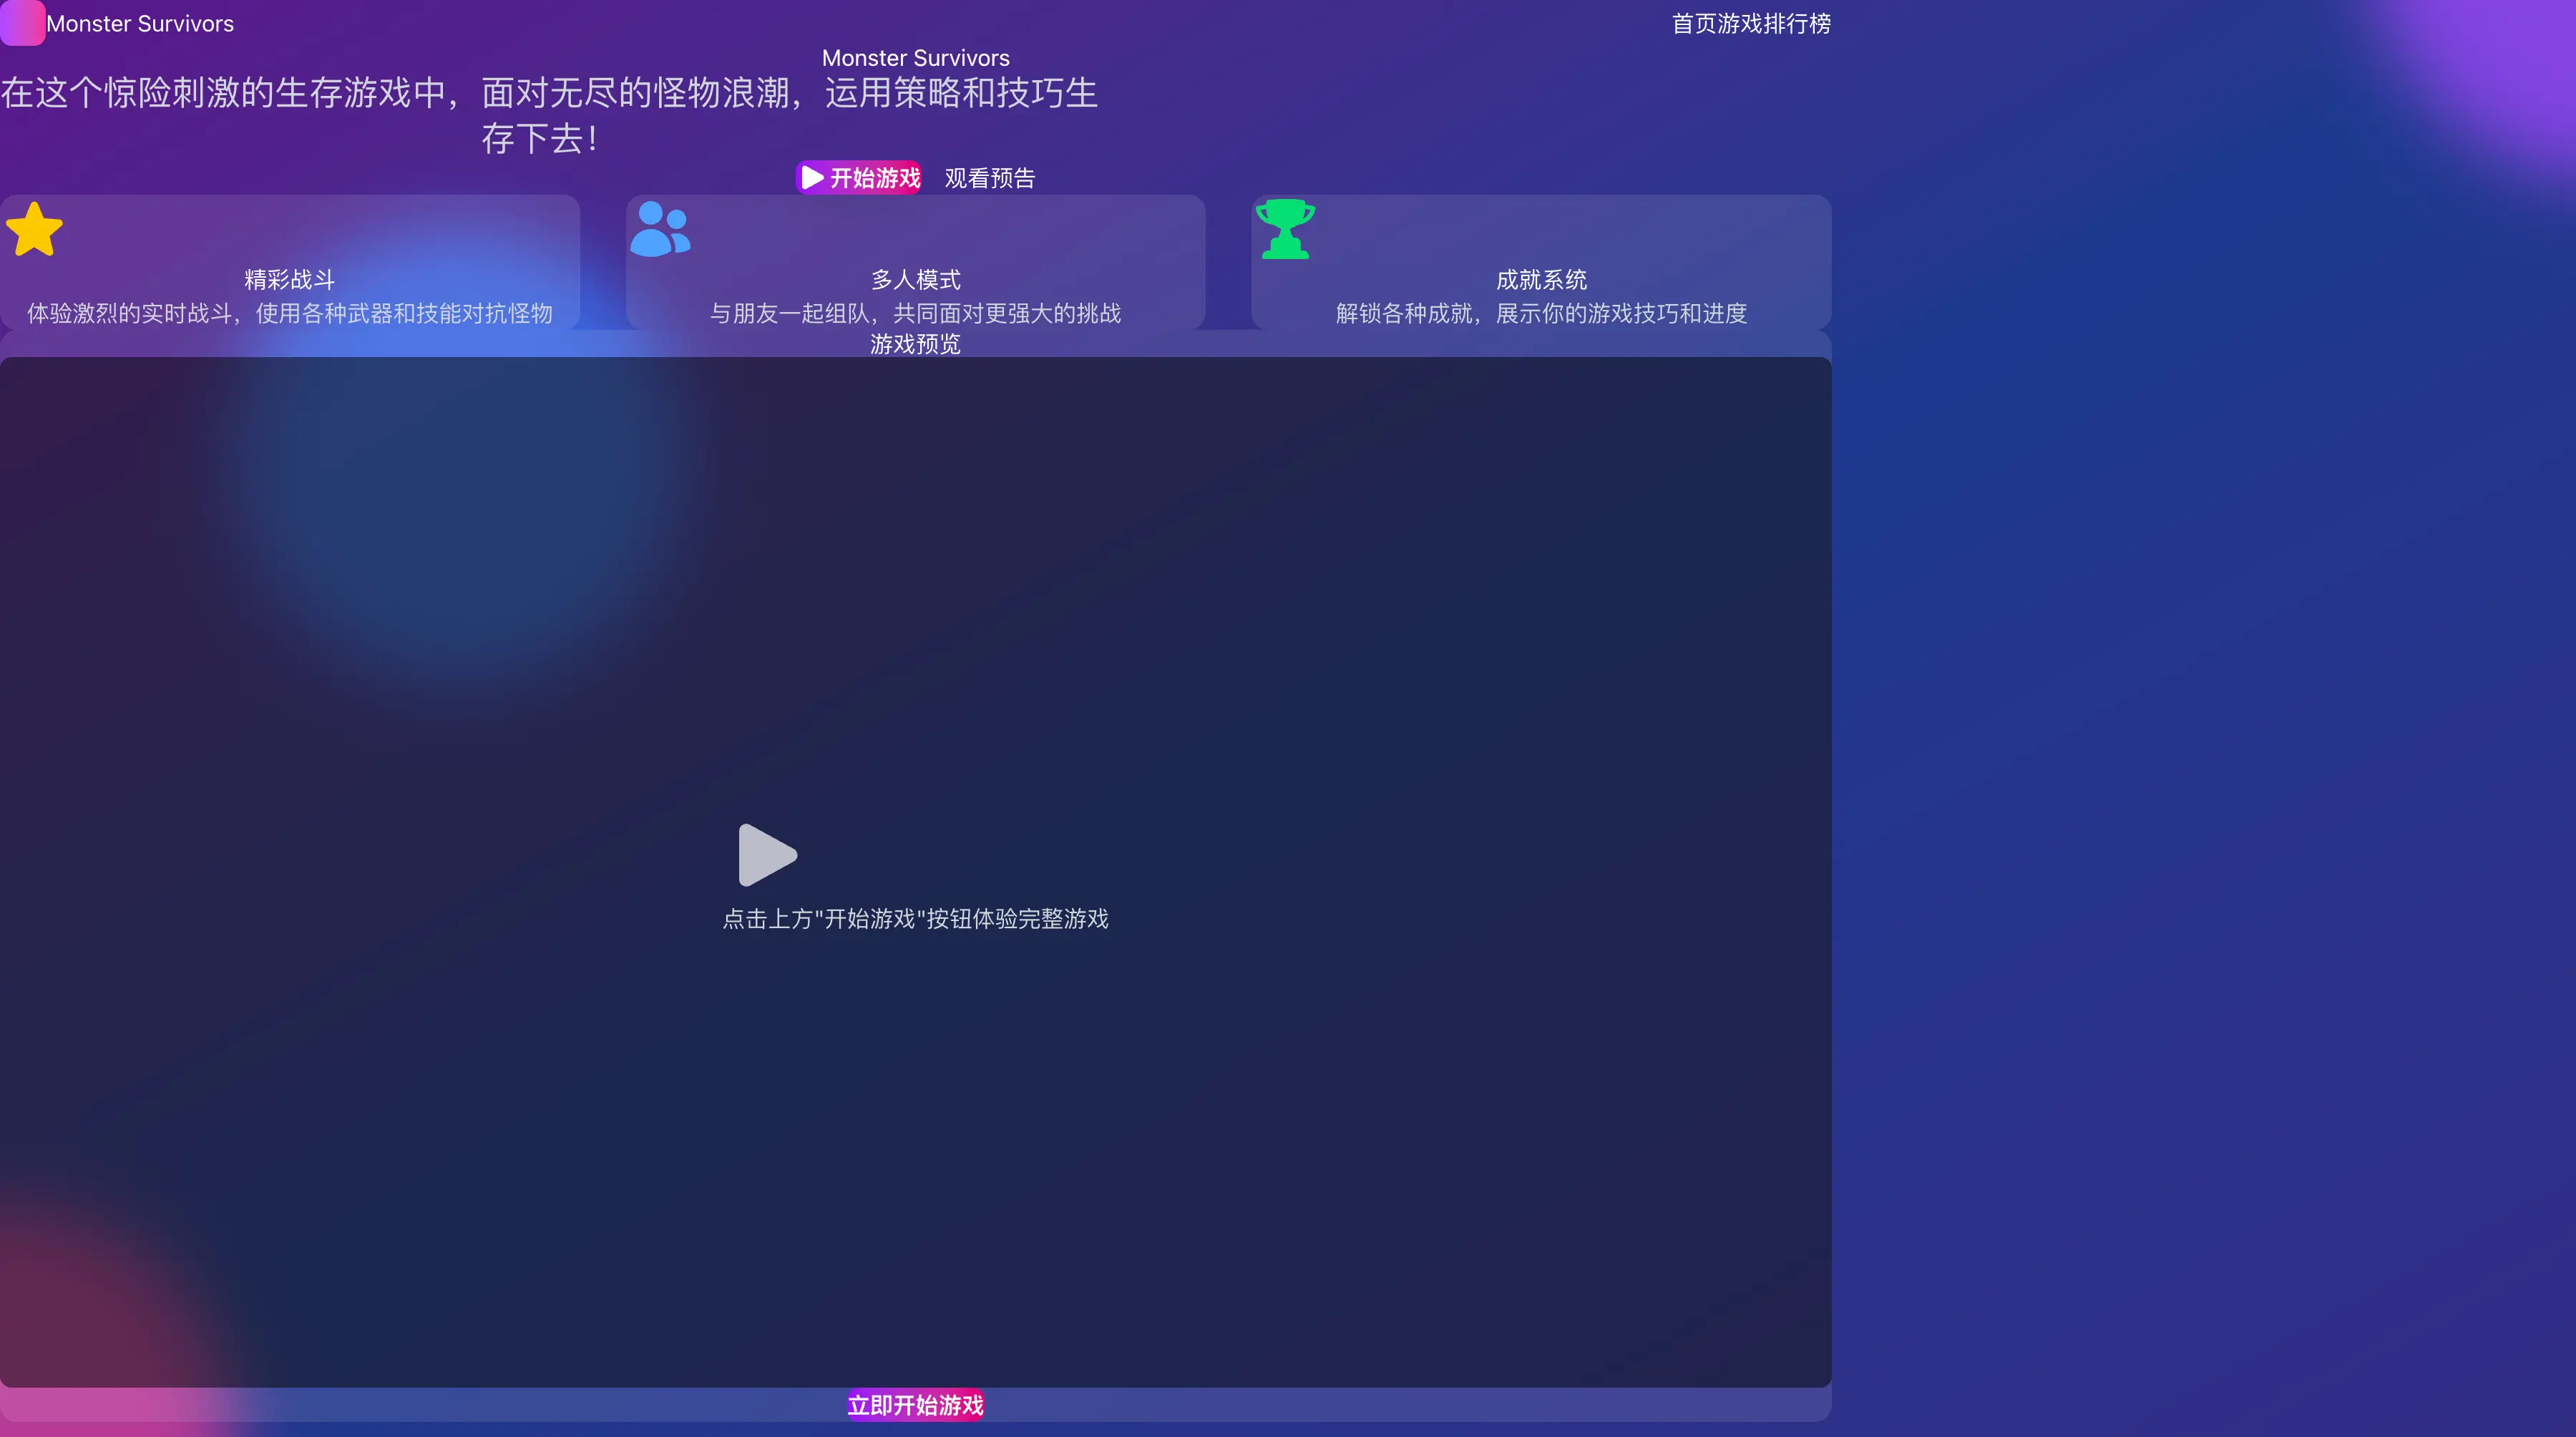 Monster Survivors
首页游戏排行榜
Monster Survivors
在这个惊险刺激的生存游戏中，面对无尽的怪物浪潮，运用策略和技巧生
存下去！
开始游戏
观看预告
精彩战斗
体验激烈的实时战斗，使用各种武器和技能对抗怪物
多人模式
与朋友一起组队，共同面对更强大的挑战
成就系统
解锁各种成就，展示你的游戏技巧和进度
游戏预览
点击上方"开始游戏"按钮体验完整游戏
立即开始游戏